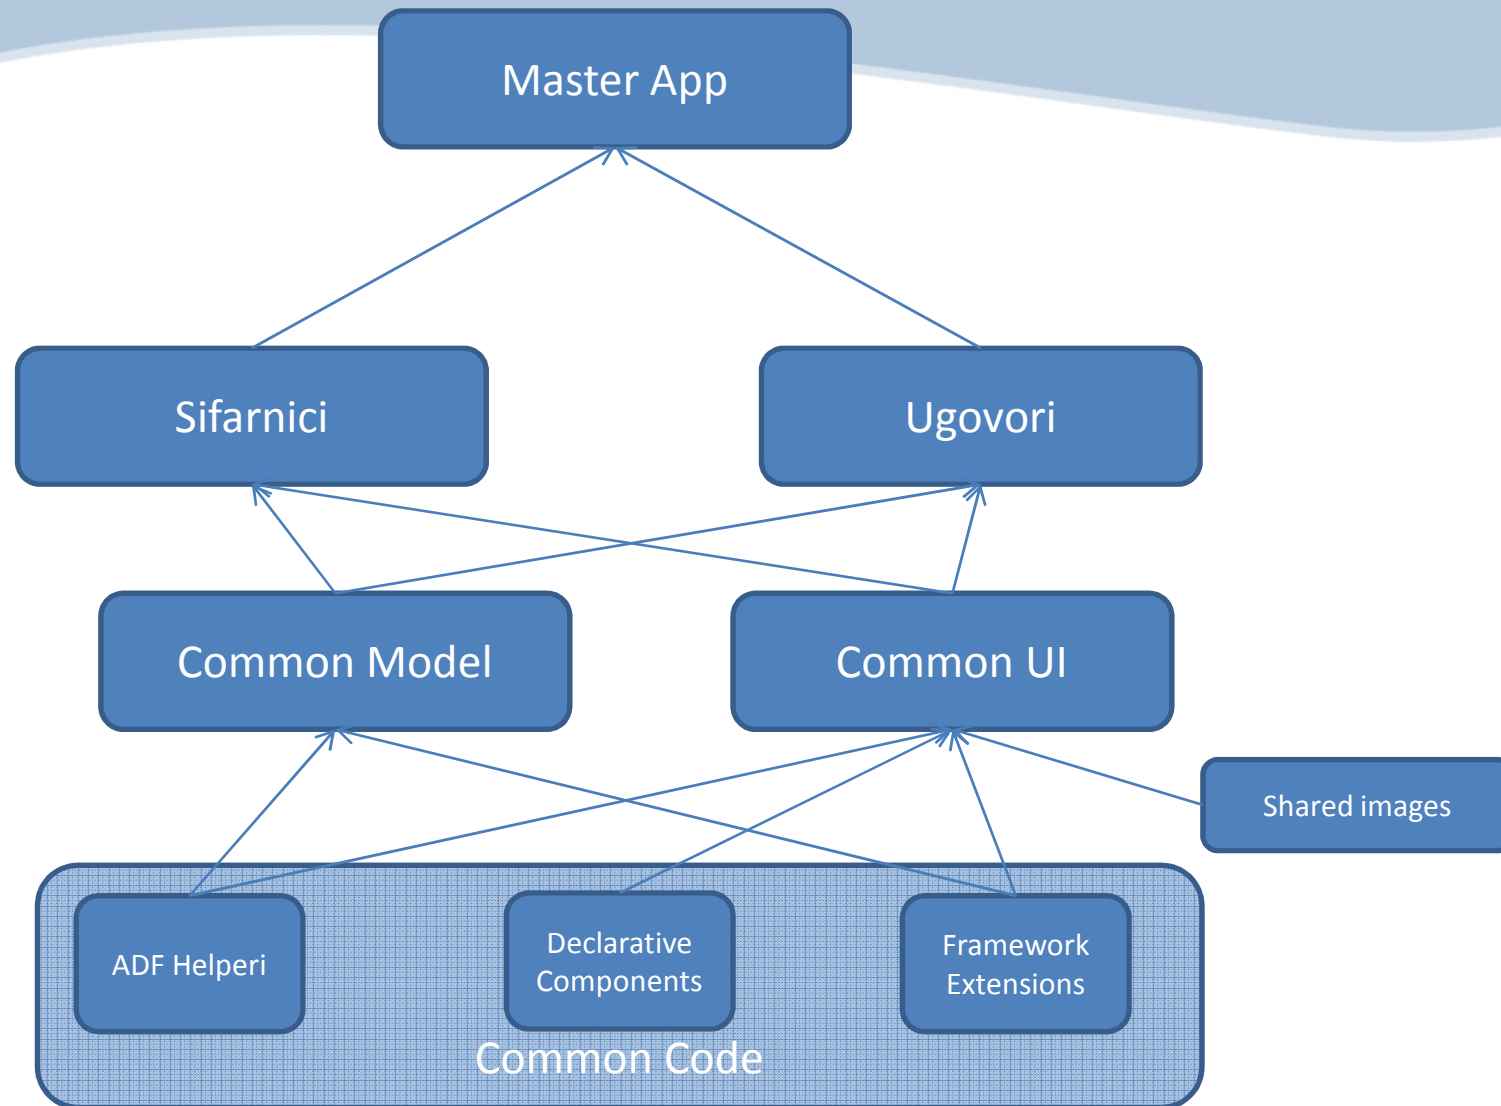 Master App
Sifarnici
Ugovori
Common Model
Common UI
Shared images
ADF Helperi
Declarative
Components
Framework
Extensions
Common Code